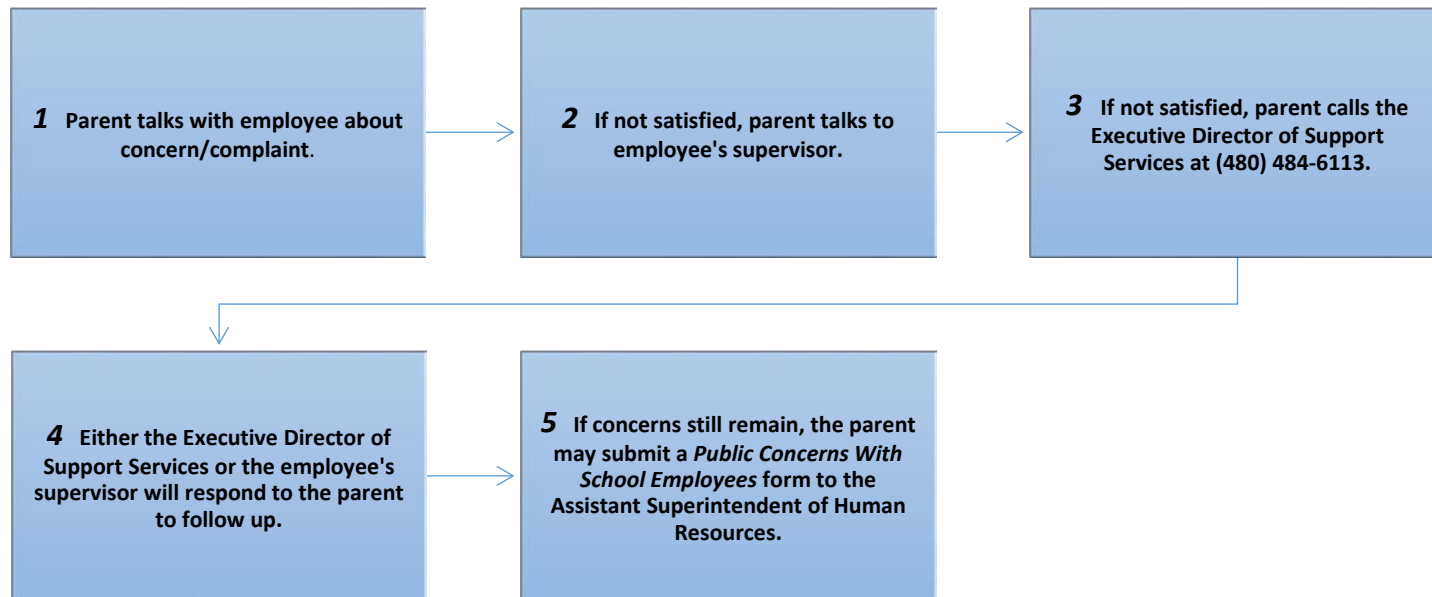 1 Parent talks with employee about
concern/complaint.
2 If not satisfied, parent talks to
employee's supervisor.
3 If not satisfied, parent calls the
Executive Director of Support
Services at (480) 484-6113.
4 Either the Executive Director of
Support Services or the employee's
supervisor will respond to the parent
to follow up.
5 If concerns still remain, the parent
may submit a Public Concerns With
School Employees form to the
Assistant Superintendent of Human
Resources.